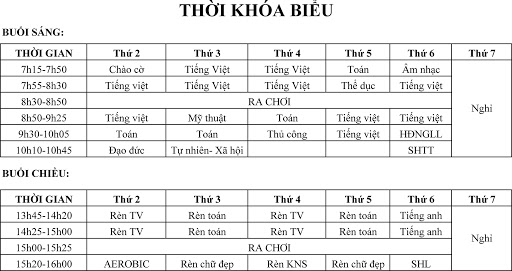 THỜI KHÓA BIỂU
BUỔI SÁNG:
THỜI GIAN Thứ 2 Thứ 3 Thứ 4 Thứ 5 Thứ 6 Thứ 7
7h15-7h50 Chào cờ Tiếng Việt Tiếng Việt Toán Âm nhạc
7h55-8h30 Tiếng việt Tiếng Việt Tiếng Việt Thể dục Tiếng việt
8h30-8h50 RA CHƠI Nghỉ
8h50-9h25 Tiếng việt Mỹ thuật Toán Tiếng việt Tiếng việt
9h30-10h05 Toán Toán Thủ công Tiếng việt HĐNGLL
10h10-10h45 Đạo đức Tự nhiên- Xã hội SHTT
BUỔI CHIỀU:
THỜI GIAN Thứ 2 Thứ 3 Thứ 4 Thứ 5 Thứ 6 Thứ 7
13h45-14h20 Rèn TV Rèn toán Rèn TV Rèn toán Tiếng anh
14h25-15h00 Rèn TV Rèn toán Rèn TV Rèn toán Tiếng anh Nghỉ
15h00-15h25 RA CHƠI
15h20-16h00 AEROBIC Rèn chữ đẹp Rèn KNS Rèn chữ đẹp SHL